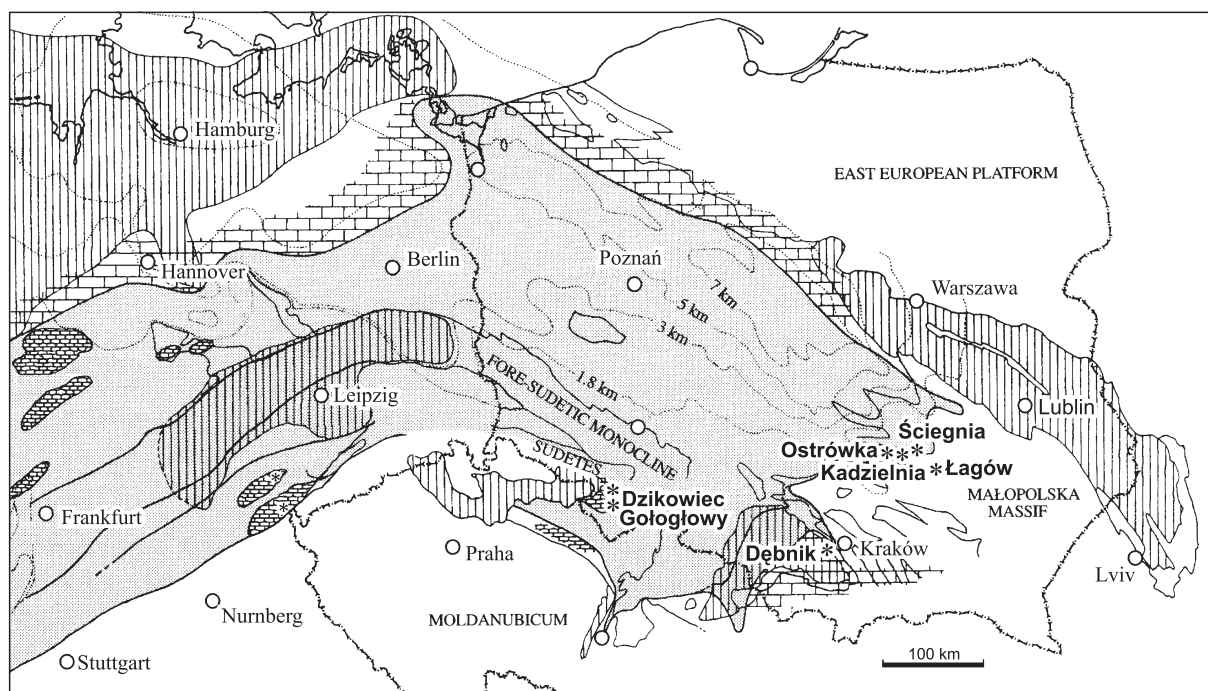 Hamburg
EAST EUROPEAN PLATFORM
Hannover
Berlin
Poznań
7 km
5 km
3 km
1.8 km
Warszawa
Leipzig
FORE-SUDETIC MONOCLINE
SUDETES
Lublin
Ściegnia
Ostrówka
Kadzielnia
Łagów
MAŁOPOLSKA
MASSIF
Dzikowiec
Gołogłowy
Frankfurt
Praha
Dębnik
Kraków
Lviv
Nurnberg
MOLDANUBICUM
Stuttgart
100 km